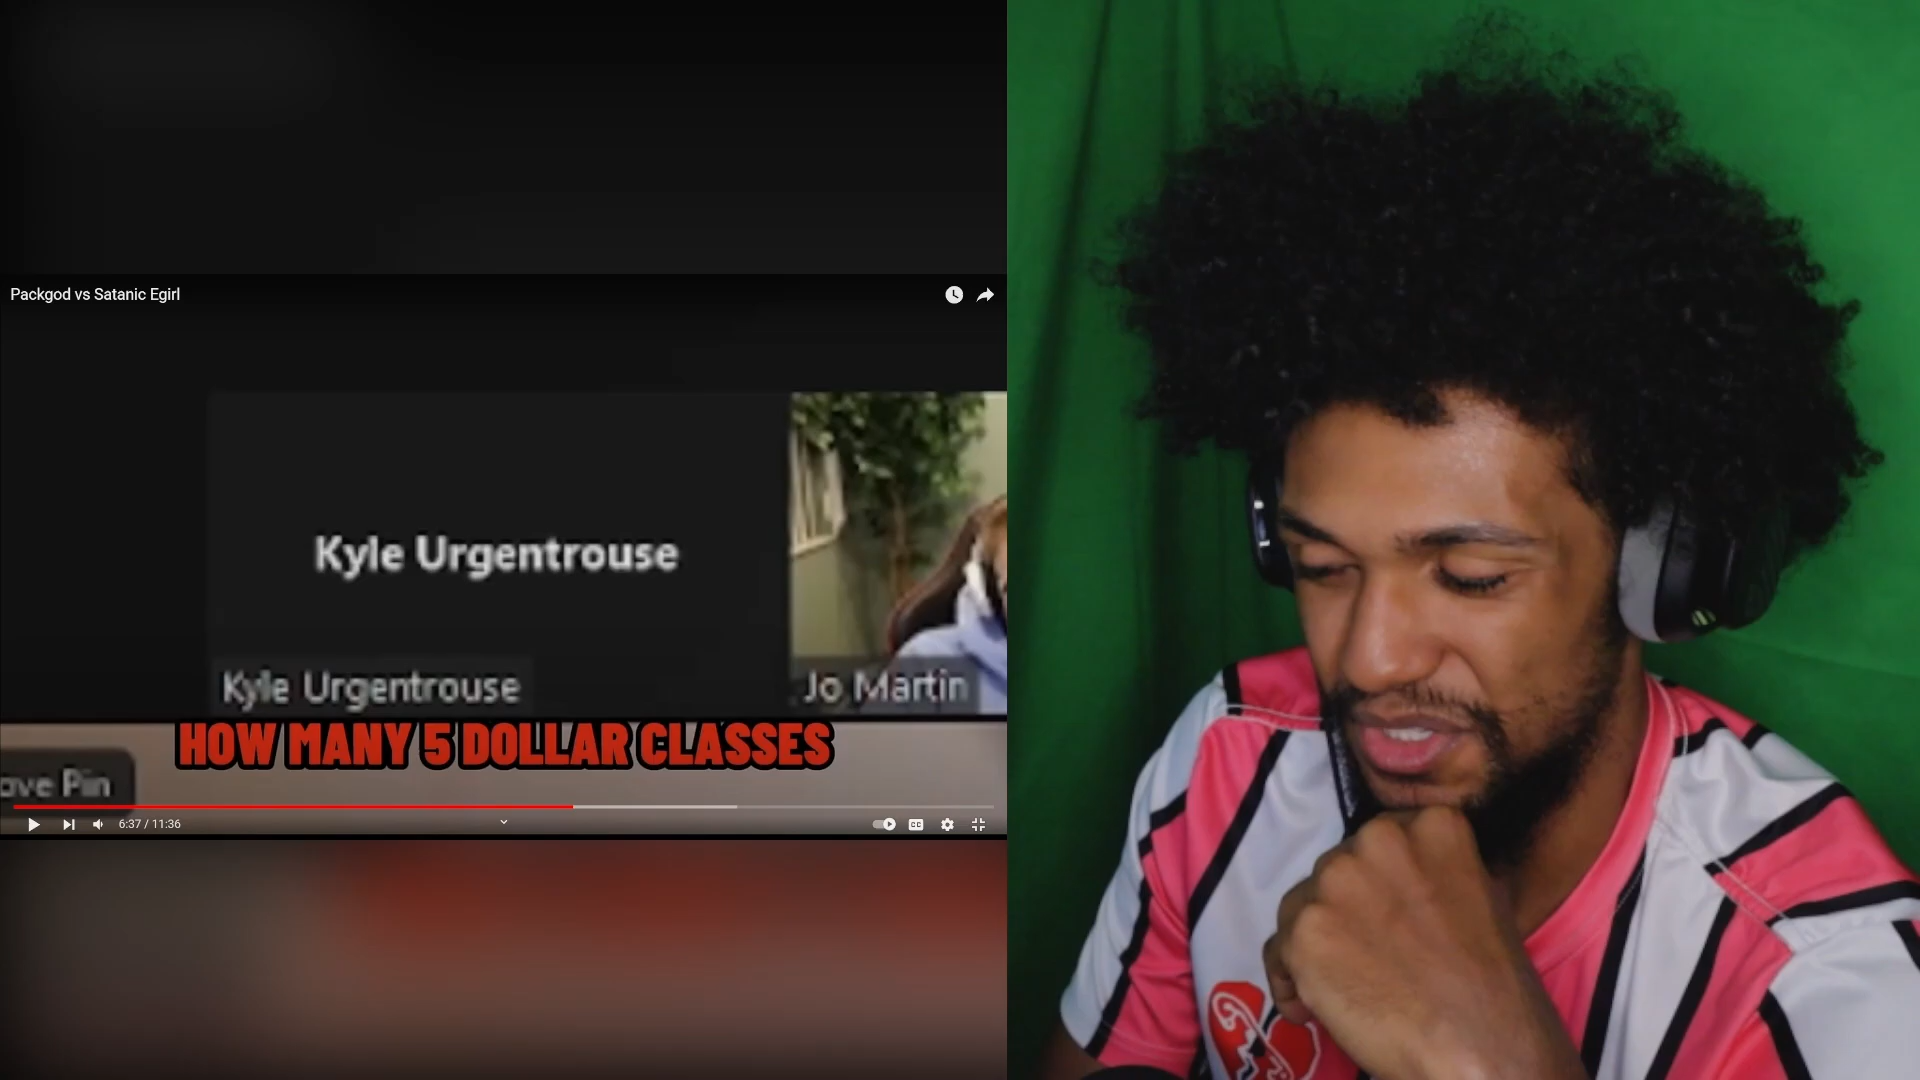 Packgod vs Satanic Egirl
Kyle Urgentrouse
Kyle Urgentrouse
Jo Martin
HOW MANY 5 DOLLAR CLASSES
ove Pin
6:37 / 11:36
CC